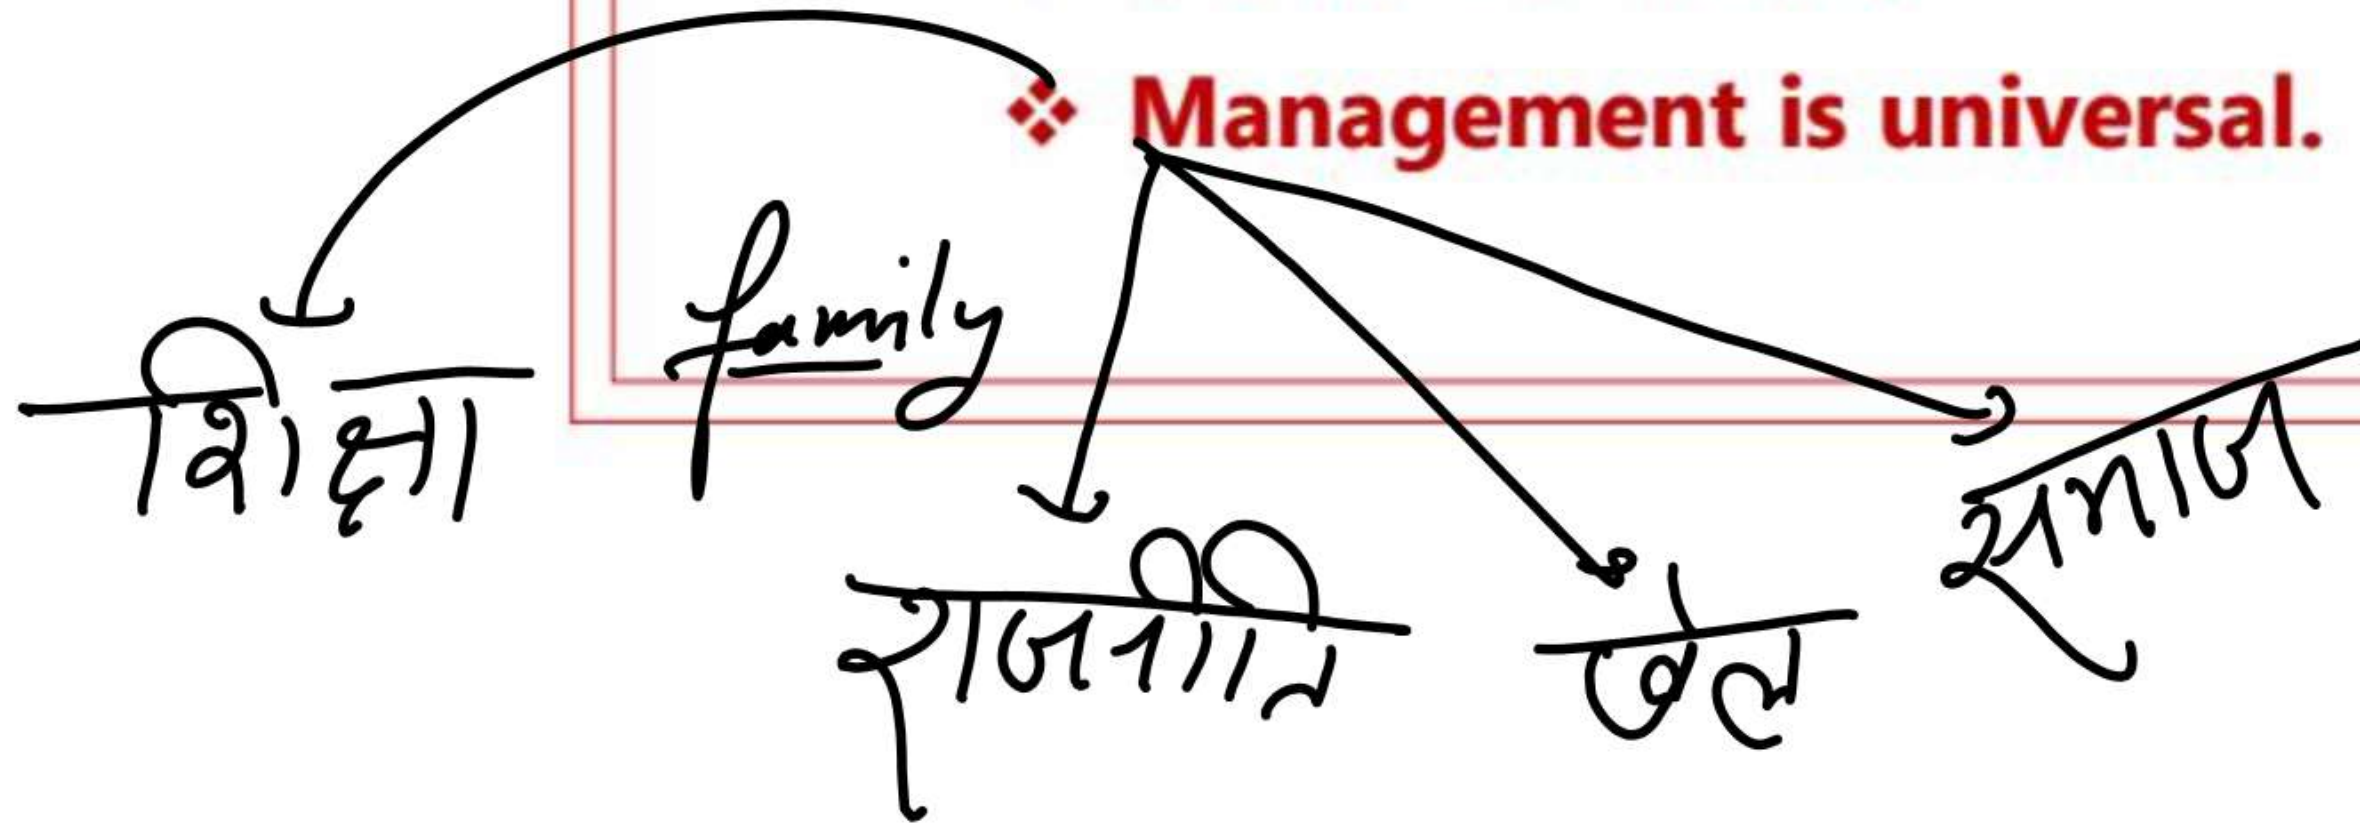 ❖ Management is universal.
family
शिक्षा
समाज
राजनीति
खेल